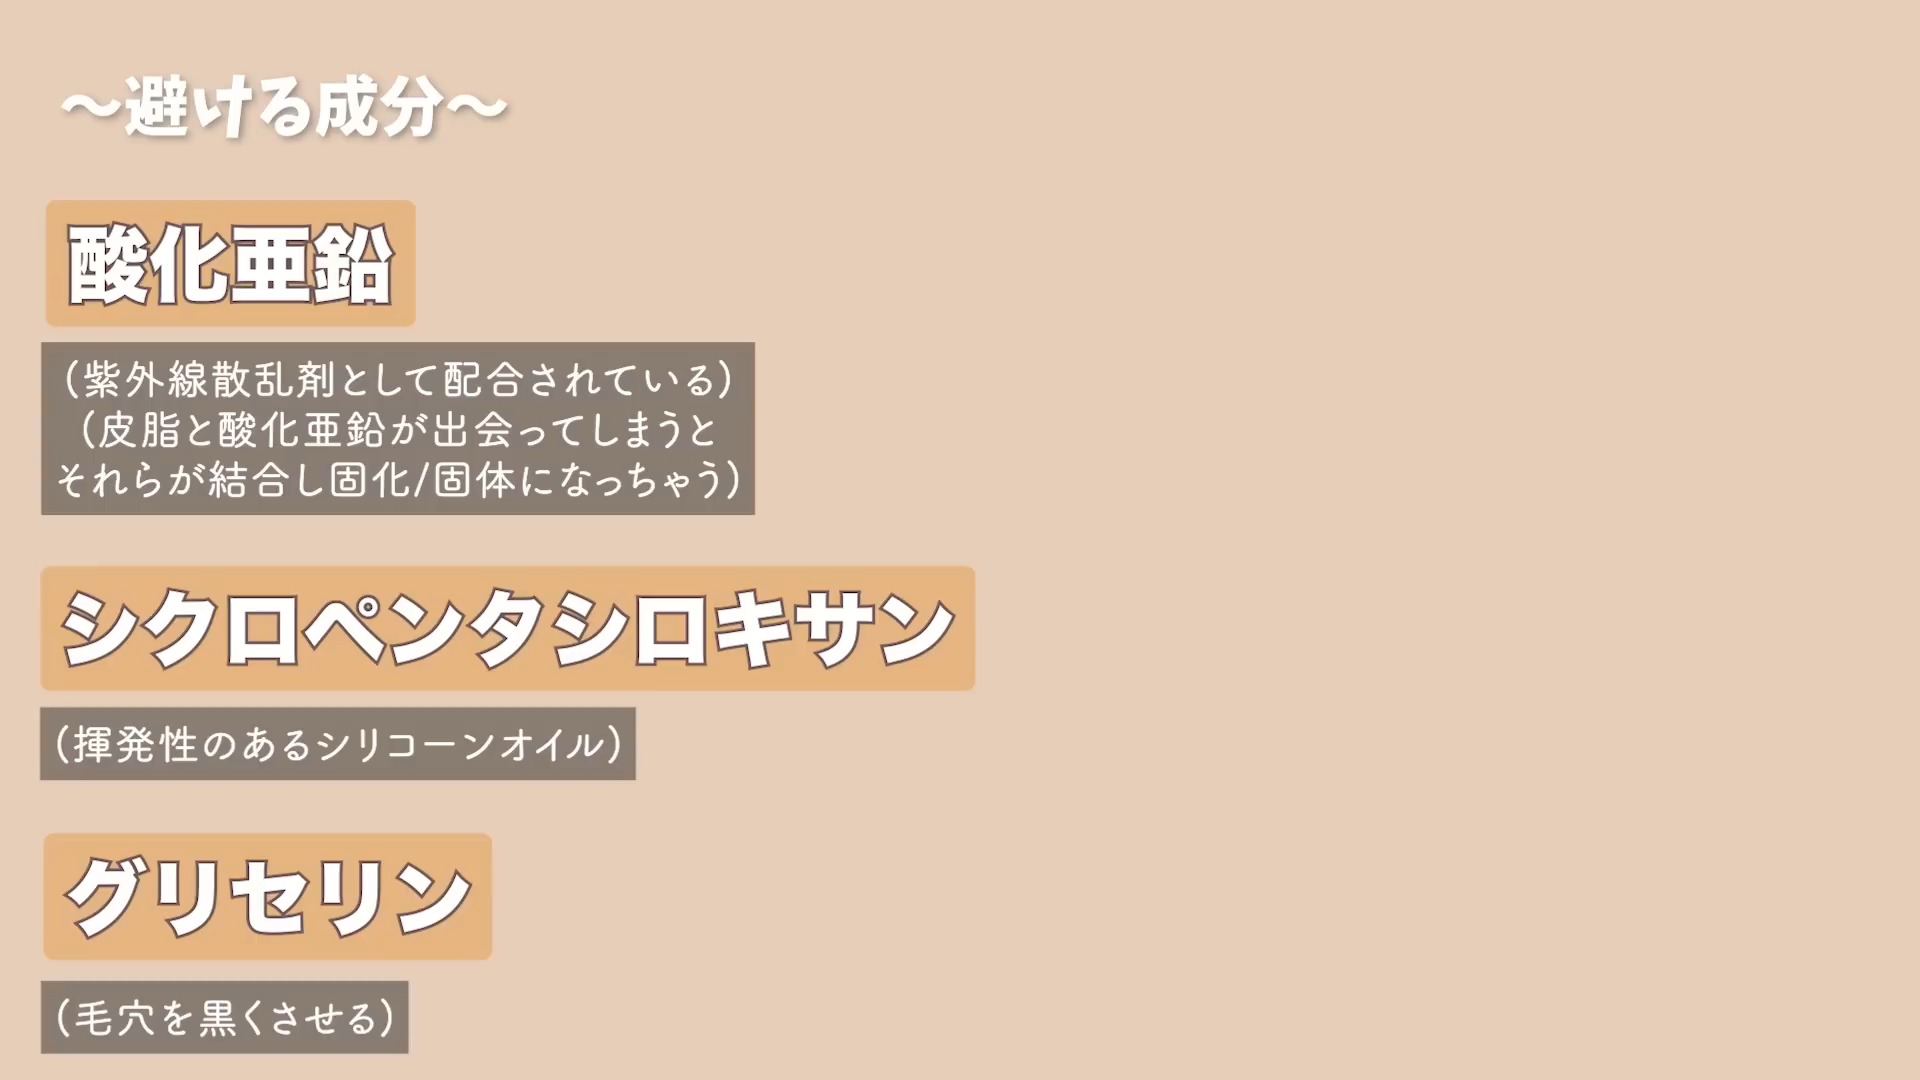 ～避ける成分～
酸化亜鉛
(紫外線散乱剤として配合されている)
(皮脂と酸化亜鉛が出会ってしまうと
それらが結合し固化/固体になっちゃう)
シクロペンタシロキサン
(揮発性のあるシリコーンオイル)
グリセリン
(毛穴を黒くさせる)